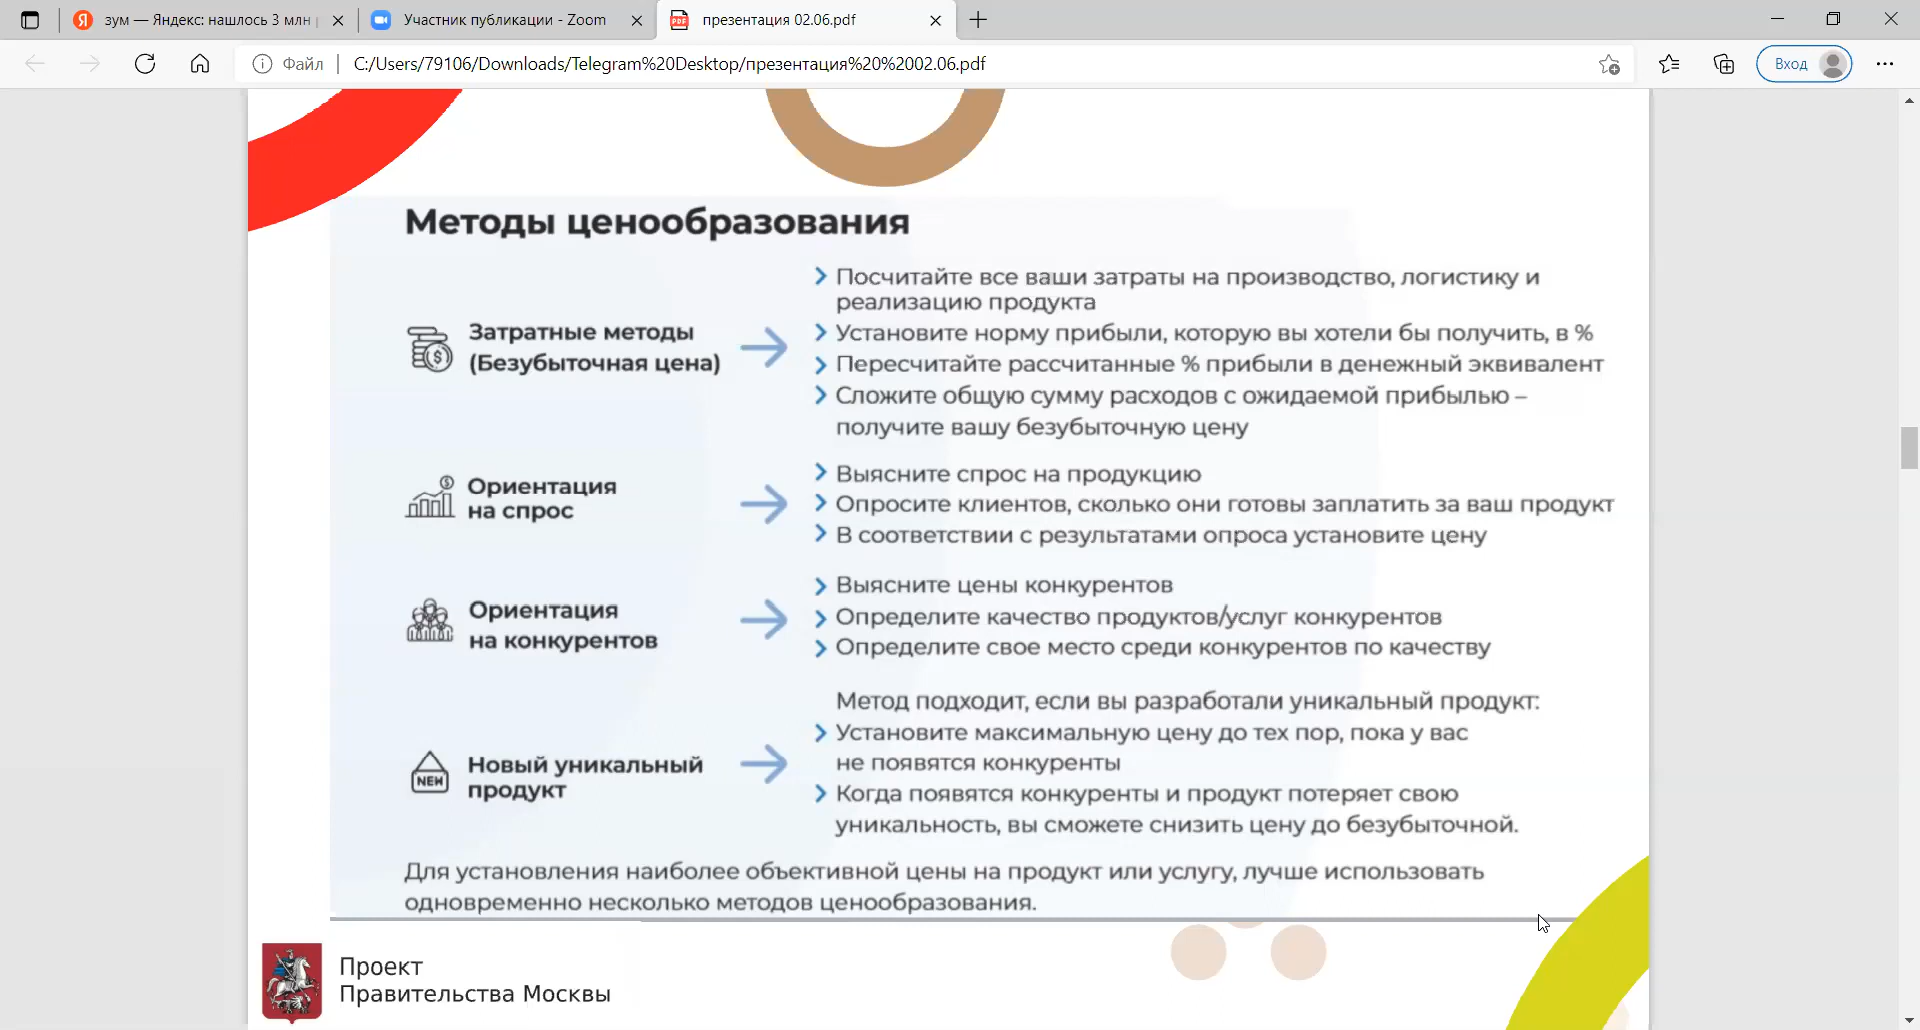 зум — Яндекс: нашлось 3 млн
Участник публикации - Zoom
презентация 02.06.pdf
Файл
C:/Users/79106/Downloads/Telegram%20Desktop/презентация%20%2002.06.pdf
Вход
Методы ценообразования
Затратные методы
(Безубыточная цена)
Посчитайте все ваши затраты на производство, логистику и
реализацию продукта
Установите норму прибыли, которую вы хотели бы получить, в %
Пересчитайте рассчитанные % прибыли в денежный эквивалент
Сложите общую сумму расходов с ожидаемой прибылью –
получите вашу безубыточную цену
Ориентация
на спрос
Выясните спрос на продукцию
Опросите клиентов, сколько они готовы заплатить за ваш продукт
В соответствии с результатами опроса установите цену
Ориентация
на конкурентов
Выясните цены конкурентов
Определите качество продуктов/услуг конкурентов
Определите свое место среди конкурентов по качеству
NEW
Новый уникальный
продукт
Метод подходит, если вы разработали уникальный продукт:
Установите максимальную цену до тех пор, пока у вас
не появятся конкуренты
Когда появятся конкуренты и продукт потеряет свою
уникальность, вы сможете снизить цену до безубыточной.
Для установления наиболее объективной цены на продукт или услугу, лучше использовать
одновременно несколько методов ценообразования.
Проект
Правительства Москвы